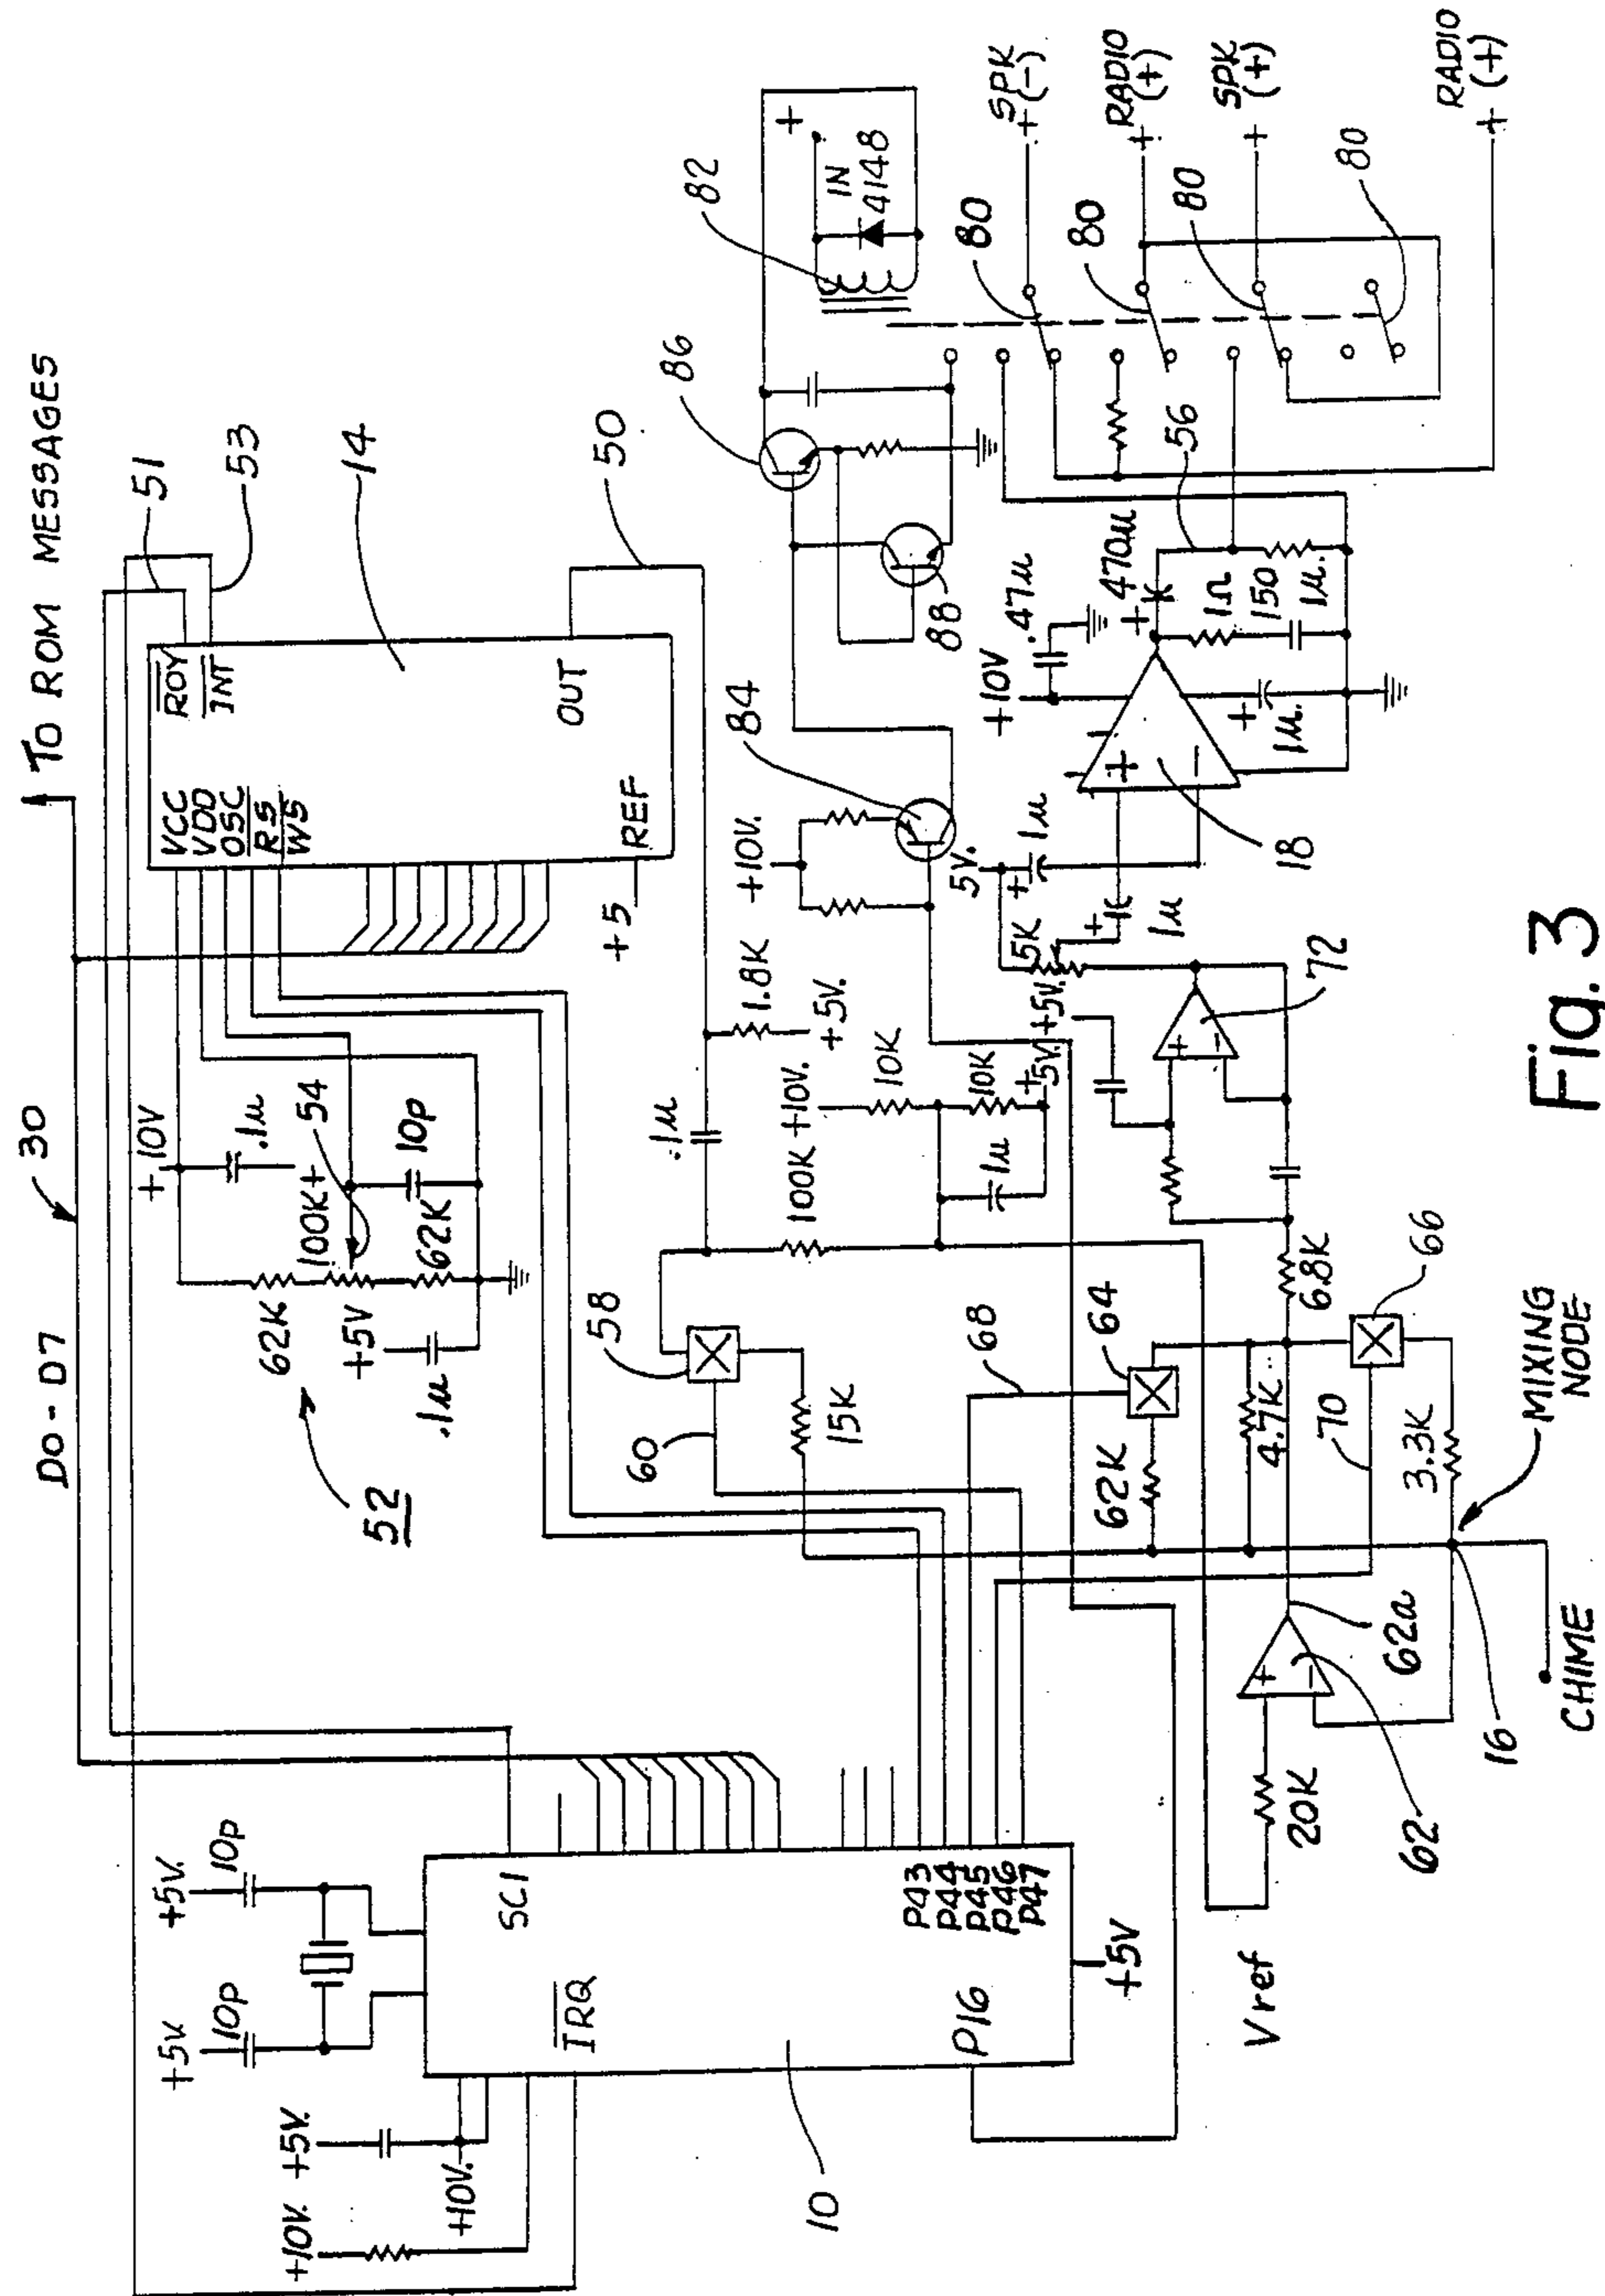 TO ROM MESSAGES
D0 - D7
30
51
53
14
50
VCC
VDD
OSC
RS
WS
ROY
INT
OUT
REF
+5
+10V
.1µ
100K+
54
10p
62K
62K
+5V
.1µ
52
1.8K
+5V.
.1µ
100K
+10V.
10K
10K
+5V.
1µ
58
60
15K
68
64
62K
4.7K
6.8K
66
70
3.3K
MIXING
NODE
16
CHIME
62a
62
20K
Vref
+5V.
10p
+5V
10p
SC1
IRQ
P43
P44
P45
P46
P47
P16
+5V
10
+10V.
+5V.
+10V.
+5V.
72
5K
5V.
+
1µ
+
1µ
+10V.
84
86
88
82
+
IN
4148
+10V
.47µ
+
470µ
56
1Ω
150
1µ.
+
1µ.
+
-
18
+
-
+
-
80
80
80
80
SPK
+(-)
RADIO
+(+)
SPK
+(+)
RADIO
+(+)
Fig. 3